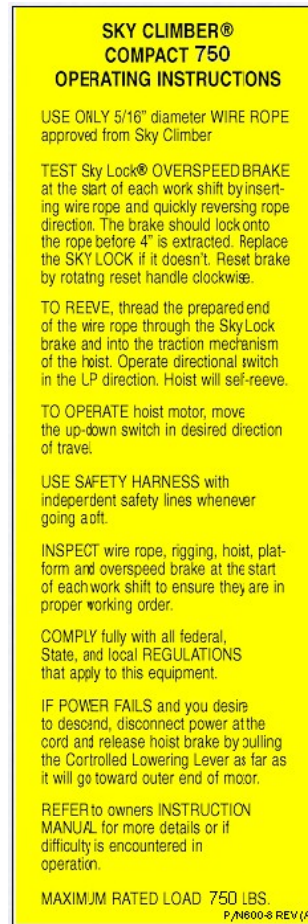 SKY CLIMBER®
COMPACT 750
OPERATING INSTRUCTIONS
USE ONLY 5/16" diameter WIRE ROPE
approved from Sky Climber
TEST Sky Lock® OVERSPEED BRAKE
at the start of each work shift by insert-
ing wire rope and quickly reversing rope
direction. The brake should lock onto
the rope before 4" is extracted. Replace
the SKY LOCK if it doesn't. Reset brake
by rotating reset handle clockwise.
TO REEVE, thread the prepared end
of the wire rope through the Sky Lock
brake and into the traction mechanism
of the hoist. Operate directional switch
in the UP direction. Hoist will self-reeve.
TO OPERATE hoist motor, move
the up-down switch in desired direction
of travel.
USE SAFETY HARNESS with
independent safety lines whenever
going aloft.
INSPECT wire rope, rigging, hoist, plat-
form and overspeed brake at the start
of each work shift to ensure they are in
proper working order.
COMPLY fully with all federal,
State, and local REGULATIONS
that apply to this equipment.
IF POWER FAILS and you desire
to descend, disconnect power at the
cord and release hoist brake by pulling
the Controlled Lowering Lever as far as
it will go toward outer end of motor.
REFER to owners INSTRUCTION
MANUAL for more details or if
difficulty is encountered in
operation.
MAXIMUM RATED LOAD 750 LBS.
P/N600-8 REV